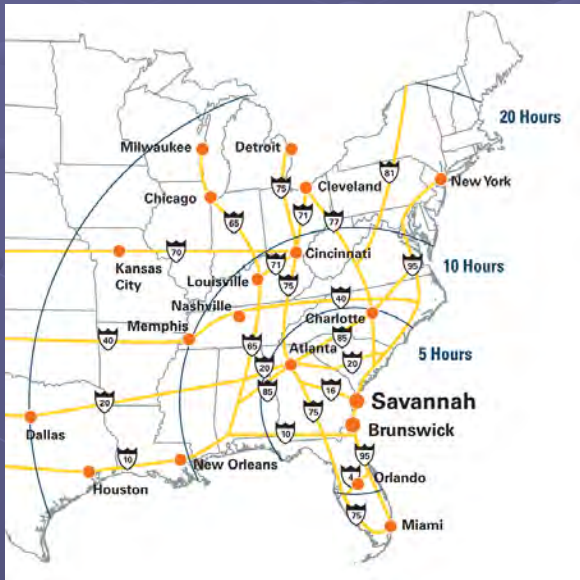 20 Hours
81
Milwaukee
Detroit
75
Cleveland
New York
Chicago
71
77
65
70
Cincinnati
Kansas
City
71
95
10 Hours
Louisville
75
40
Nashville
Charlotte
Memphis
40
65
85
5 Hours
Atlanta
20
20
16
85
20
Savannah
75
Dallas
10
Brunswick
10
95
New Orleans
4
Orlando
Houston
75
Miami